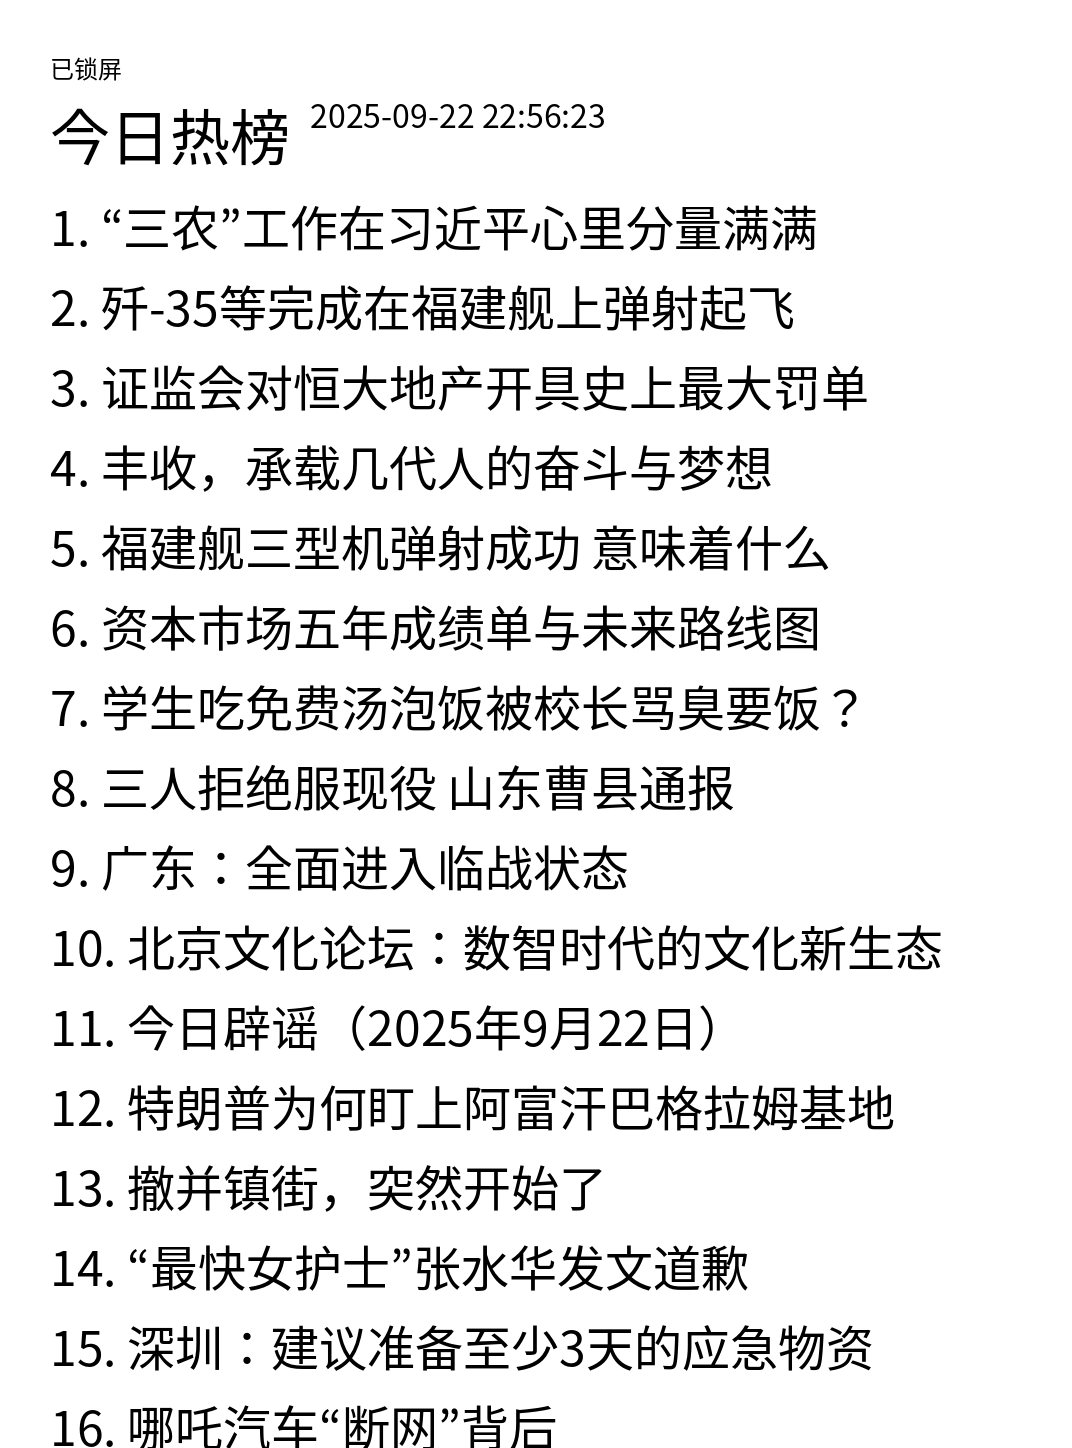 已锁屏
今日热榜 2025-09-22 22:56:23
1. “三农”工作在习近平心里分量满满
2. 歼-35等完成在福建舰上弹射起飞
3. 证监会对恒大地产开具史上最大罚单
4. 丰收，承载几代人的奋斗与梦想
5. 福建舰三型机弹射成功 意味着什么
6. 资本市场五年成绩单与未来路线图
7. 学生吃免费汤泡饭被校长骂臭要饭？
8. 三人拒绝服现役 山东曹县通报
9. 广东：全面进入临战状态
10. 北京文化论坛：数智时代的文化新生态
11. 今日辟谣（2025年9月22日）
12. 特朗普为何盯上阿富汗巴格拉姆基地
13. 撤并镇街，突然开始了
14. “最快女护士”张水华发文道歉
15. 深圳：建议准备至少3天的应急物资
16. 哪吒汽车“断网”背后